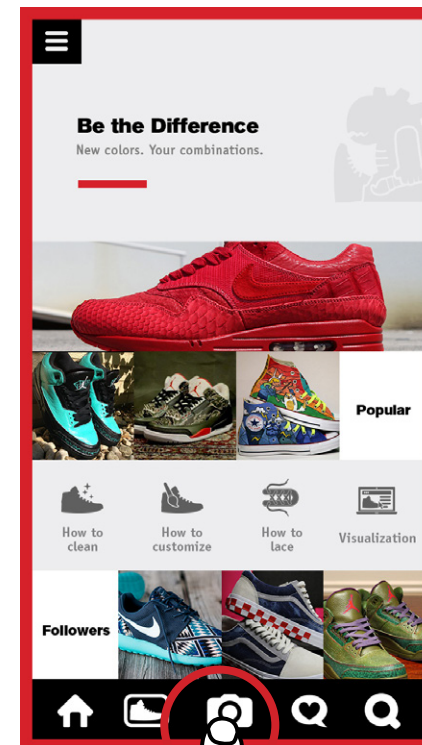 Be the Difference
New colors. Your combinations.
Popular
How to
clean
How to
customize
How to
lace
Visualization
Followers